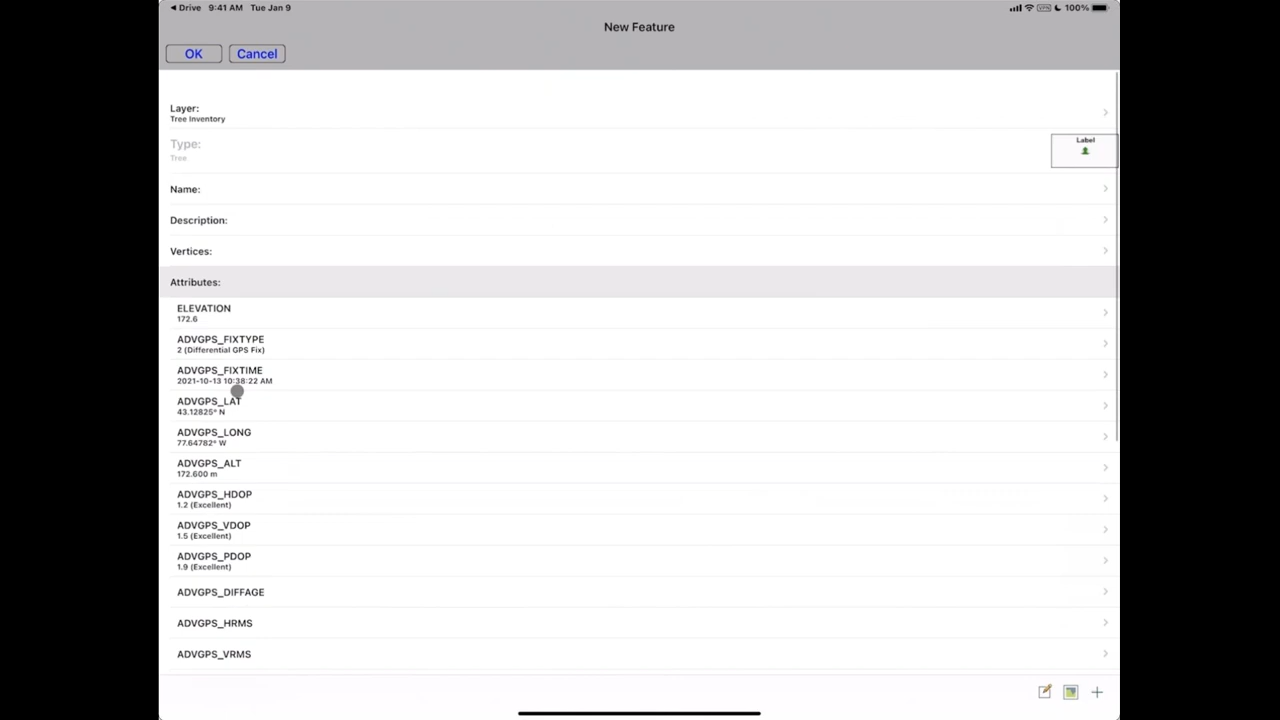 Drive 9:41 AM Tue Jan 9
VPN 100%
New Feature
OK Cancel
Layer:
Tree Inventory
Type:
Tree
Label
Name:
Description:
Vertices:
Attributes:
ELEVATION
172.6
ADVGPS_FIXTYPE
2 (Differential GPS Fix)
ADVGPS_FIXTIME
2021-10-13 10:38:22 AM
ADVGPS_LAT
43.12825° N
ADVGPS_LONG
77.64782° W
ADVGPS_ALT
172.600 m
ADVGPS_HDOP
1.2 (Excellent)
ADVGPS_VDOP
1.5 (Excellent)
ADVGPS_PDOP
1.9 (Excellent)
ADVGPS_DIFFAGE
ADVGPS_HRMS
ADVGPS_VRMS